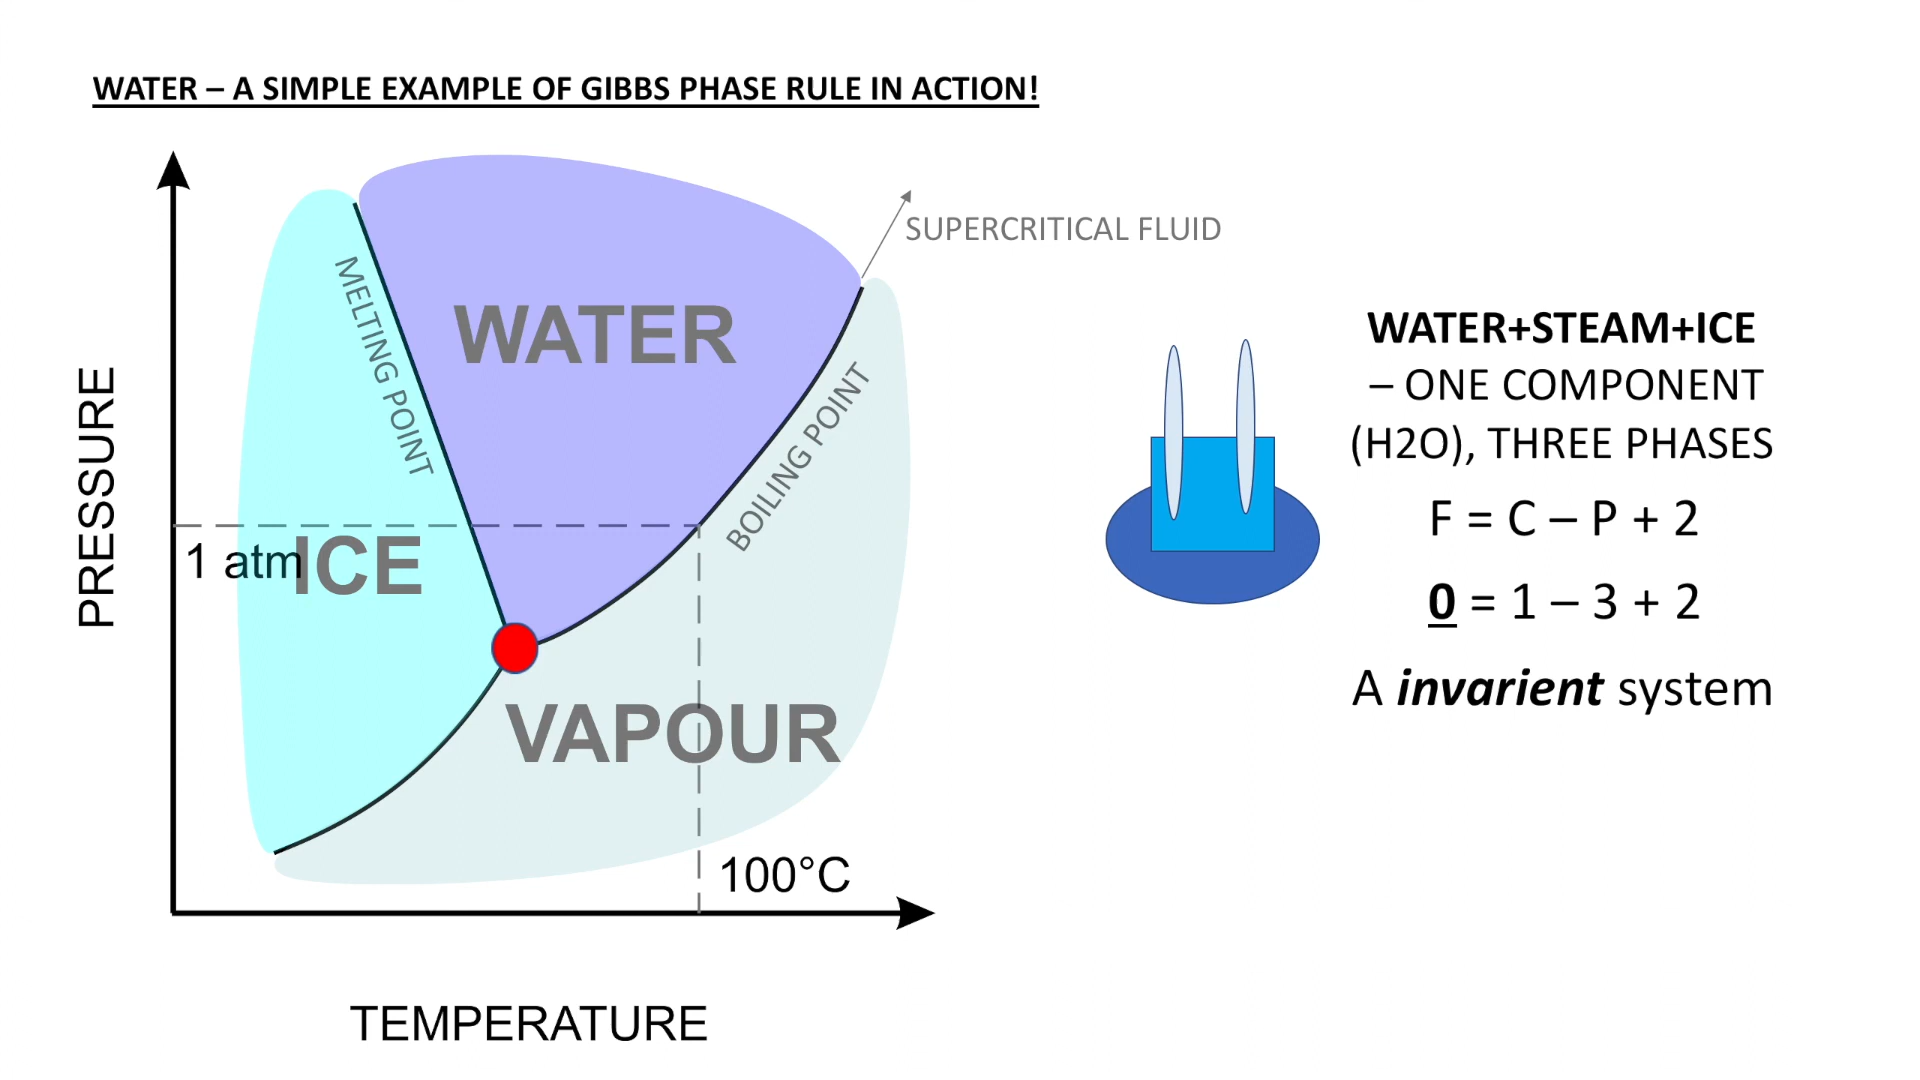 WATER – A SIMPLE EXAMPLE OF GIBBS PHASE RULE IN ACTION!
SUPERCRITICAL FLUID
MELTING POINT
WATER
BOILING POINT
PRESSURE
1 atm
ICE
VAPOUR
100°C
TEMPERATURE
WATER+STEAM+ICE
– ONE COMPONENT
(H2O), THREE PHASES
F = C – P + 2
0 = 1 – 3 + 2
A invarient system